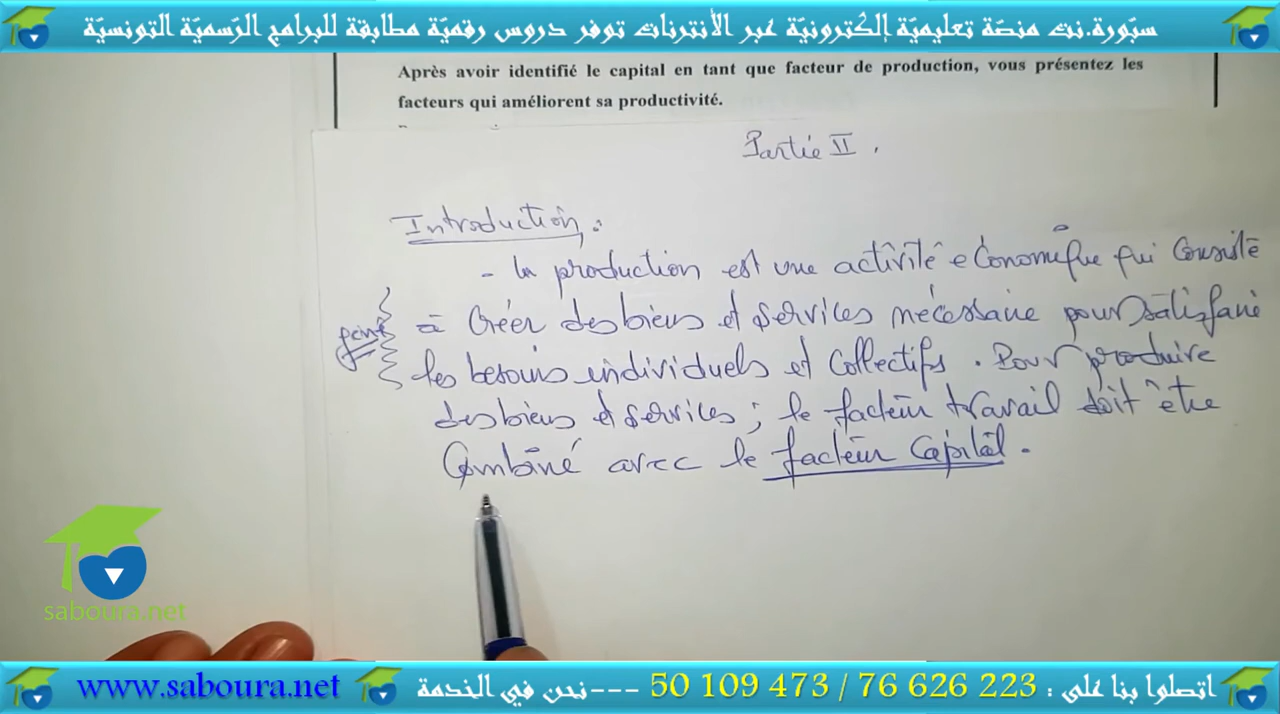 سبّورة.نت منصّة تعليميّة إلكترونيّة عبر الأنترنات توفر دروس رقميّة مطابقة للبرامج الرّسميّة التونسيّة
Après avoir identifié le capital en tant que facteur de production, vous présentez les
facteurs qui améliorent sa productivité.
Partie II.
Introduction:
- la production est une activité économique qui consiste
à créer des biens et services nécessaire pour satisfaire
les besoins individuels et collectifs. Pour produire
des biens et services; le facteur travail doit être
Combiné avec le facteur Capital.
saboura.net
www.saboura.net اتصلوا بنا على : 50 109 473 / 76 626 223 ---نحن في الخدمة